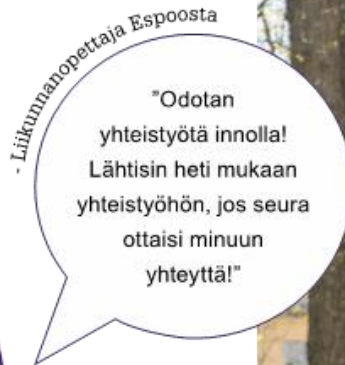 - Liikunnanopettaja Espoosta
"Odotan
yhteistyötä innolla!
Lähtisin heti mukaan
yhteistyöhön, jos seura
ottaisi minuun
yhteyttä!"